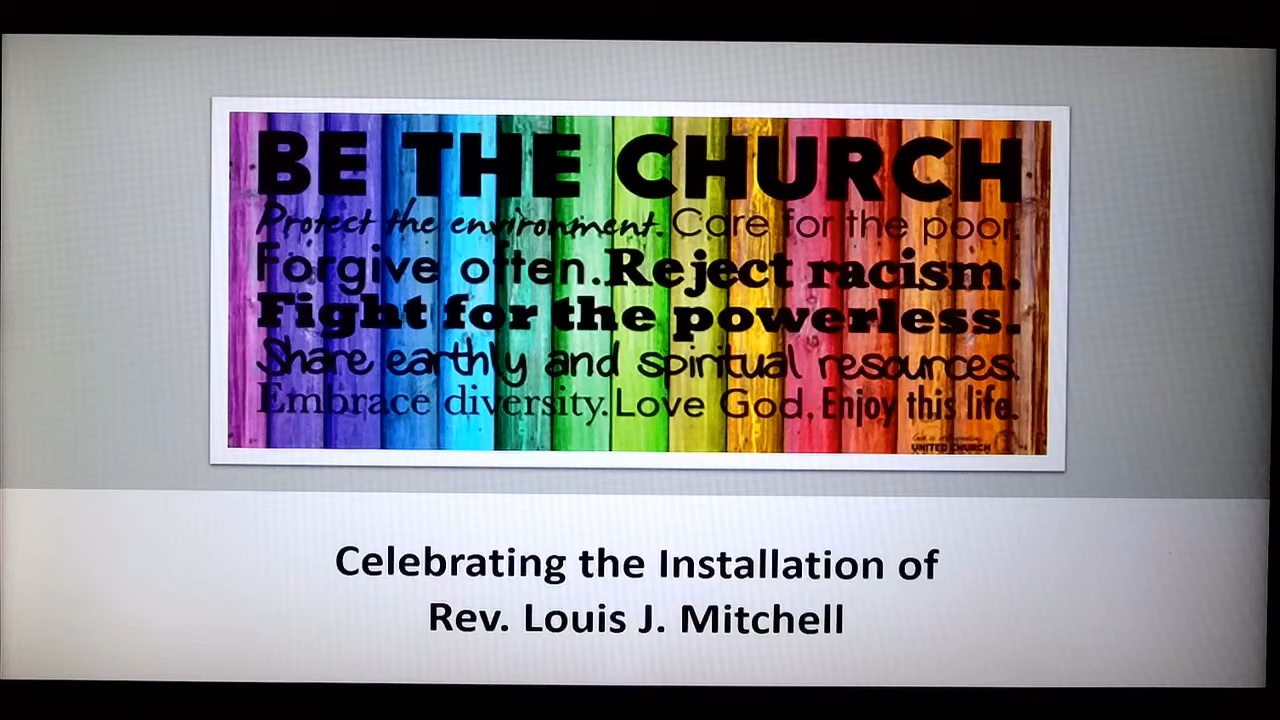 BE THE CHURCH
Protect the environment. Care for the poor.
Forgive often. Reject racism.
Fight for the powerless.
Share earthly and spiritual resources.
Embrace diversity. Love God. Enjoy this life.
UNITED CHURCH
Celebrating the Installation of
Rev. Louis J. Mitchell